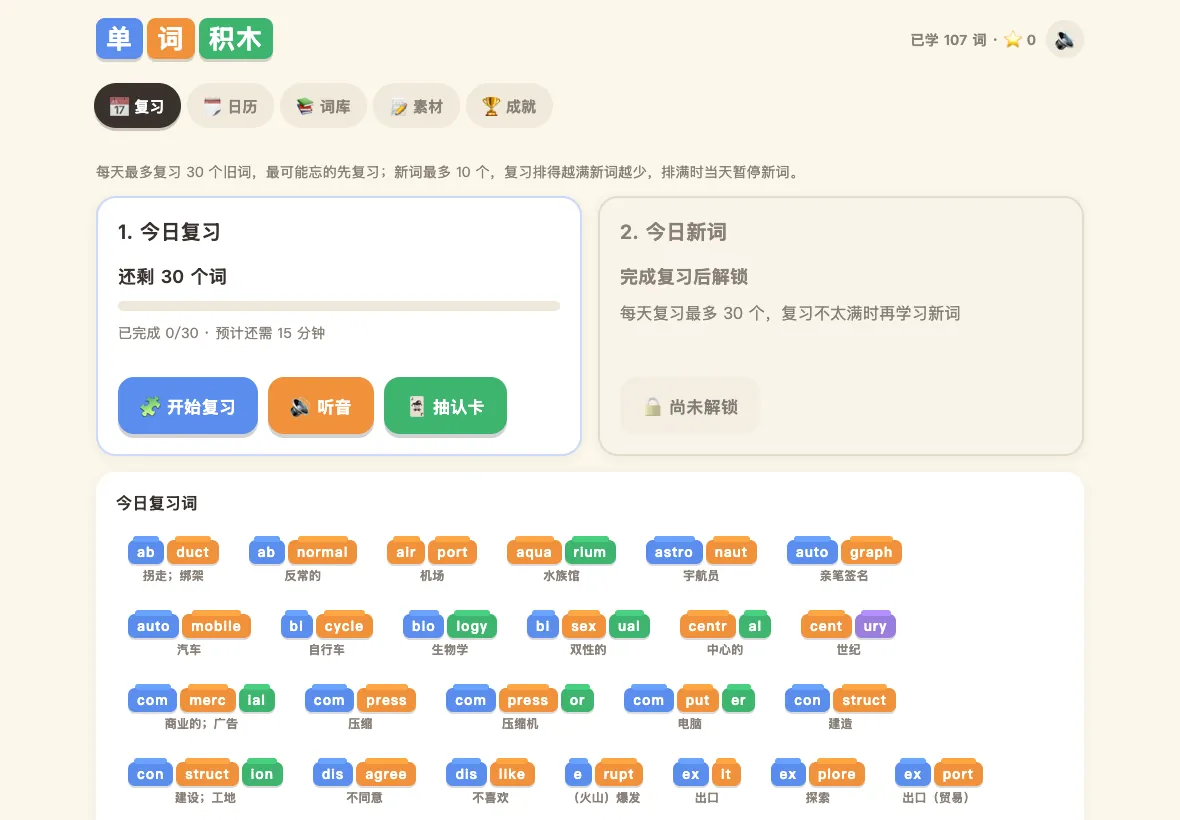 单 词 积木
已学 107 词 · ⭐ 0
17 复习 日历 词库 素材 成就
每天最多复习 30 个旧词，最可能忘的先复习；新词最多 10 个，复习排得越满新词越少，排满时当天暂停新词。
1. 今日复习
还剩 30 个词
已完成 0/30 · 预计还需 15 分钟
开始复习 听音 抽认卡
2. 今日新词
完成复习后解锁
每天复习最多 30 个，复习不太满时再学习新词
尚未解锁
今日复习词
ab duct ab normal air port aqua rium astro naut auto graph
拐走；绑架 反常的 机场 水族馆 宇航员 亲笔签名
auto mobile bi cycle bio logy bi sex ual centr al cent ury
汽车 自行车 生物学 双性的 中心的 世纪
com merc ial com press com press or com put er con struct
商业的；广告 压缩 压缩机 电脑 建造
con struct ion dis agree dis like e rupt ex it ex plore ex port
建设；工地 不同意 不喜欢 （火山）爆发 出口 探索 出口（贸易）